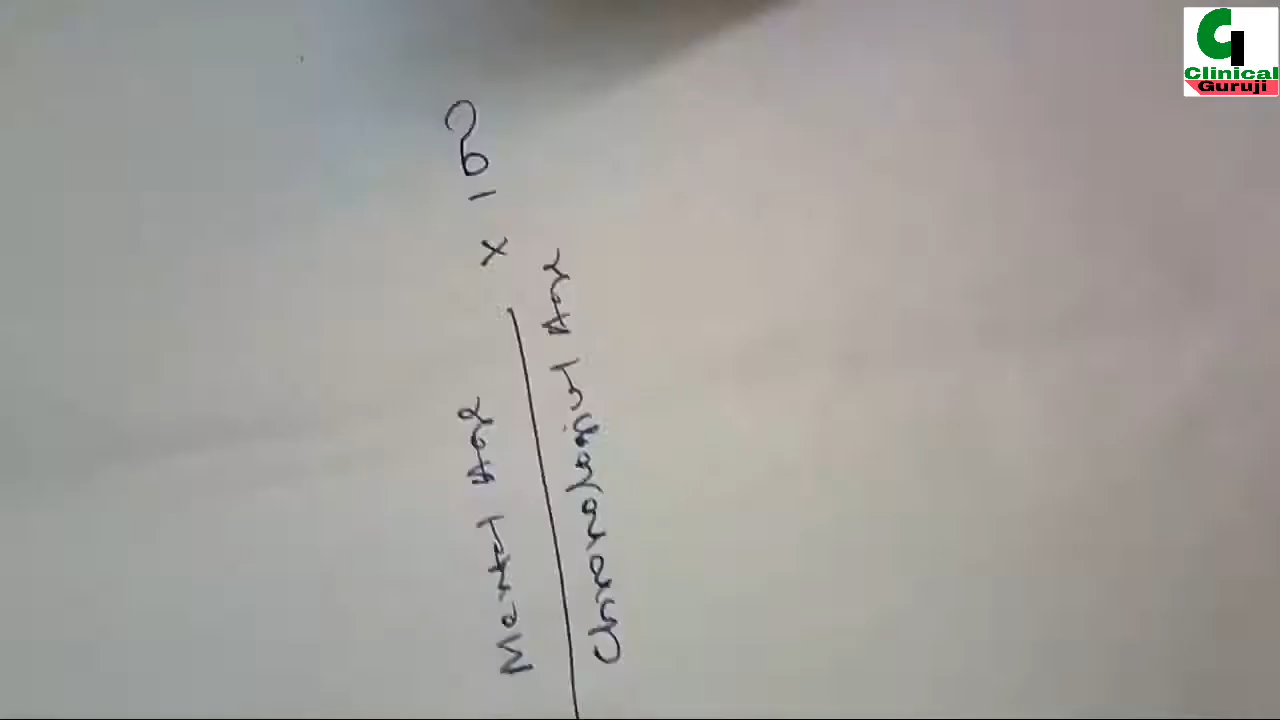 Mental Age
x 100
Chronological Age
Clinical
Guruji